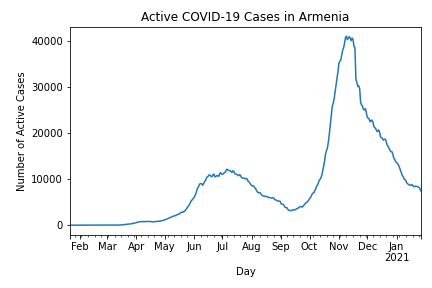 Active COVID-19 Cases in Armenia
Number of Active Cases
40000
30000
20000
10000
0
Feb Mar Apr May Jun Jul Aug Sep Oct Nov Dec Jan
2021
Day